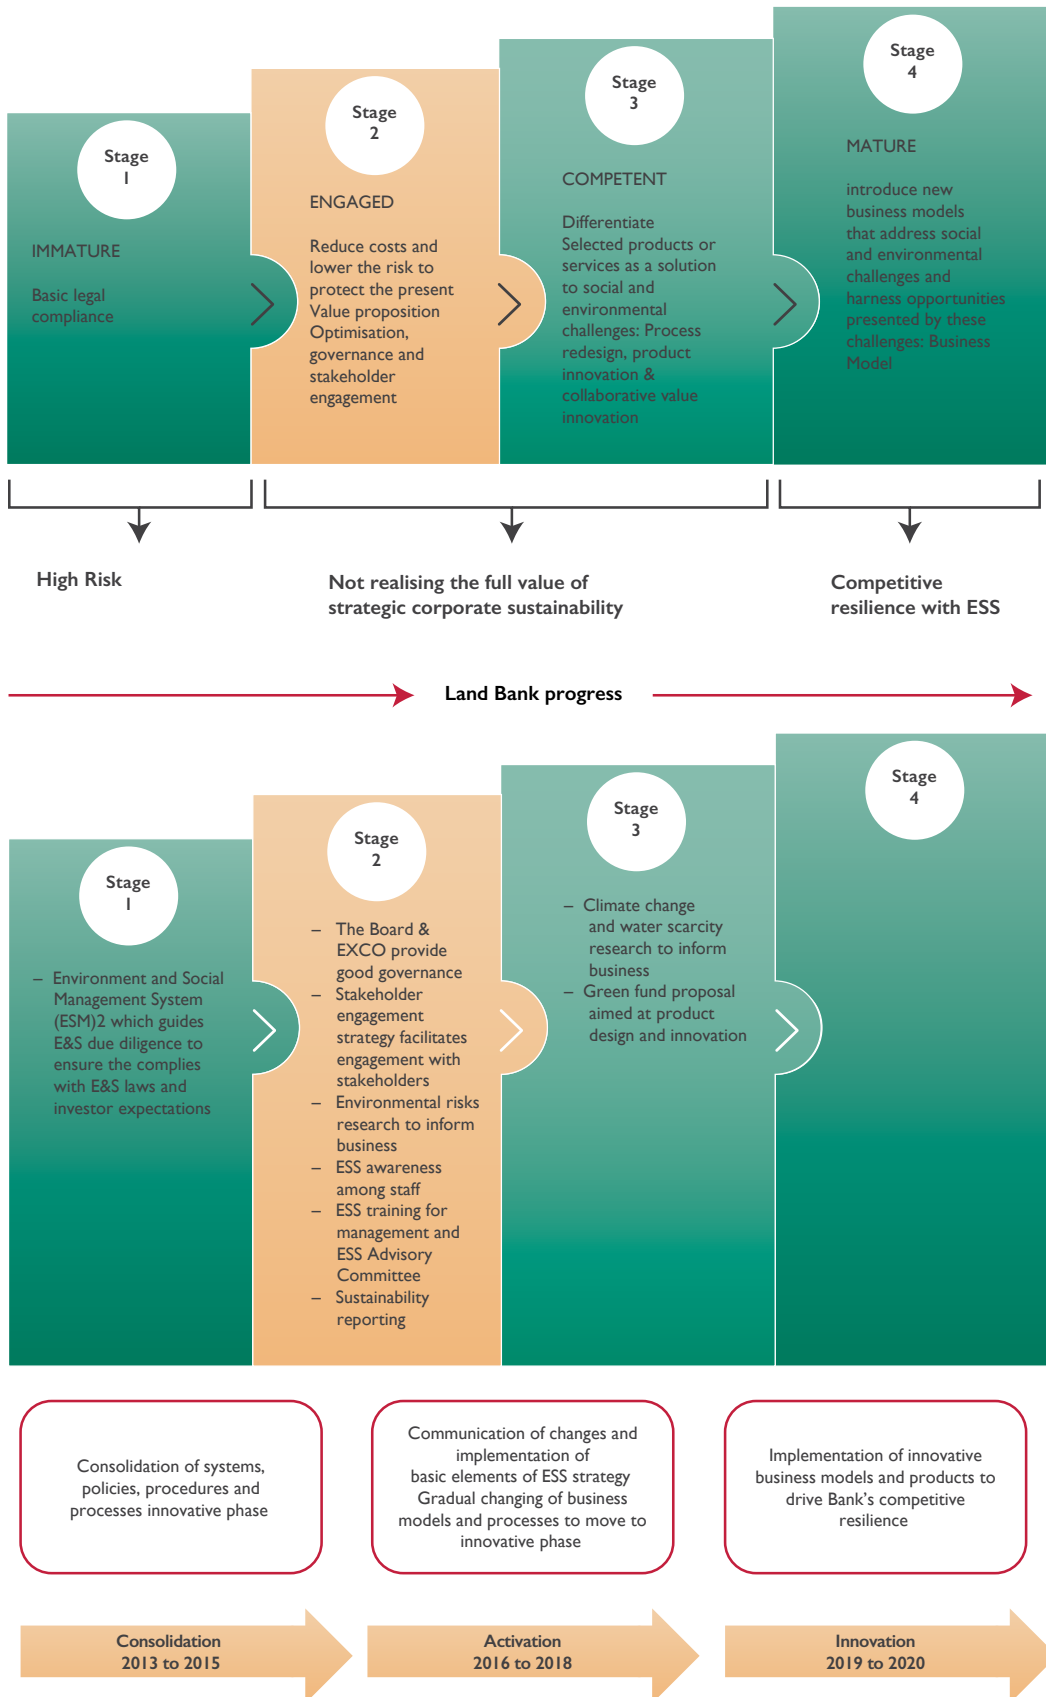 Stage
1
IMMATURE
Basic legal
compliance
Stage
2
ENGAGED
Reduce costs and
lower the risk to
protect the present
Value proposition
Optimisation,
governance and
stakeholder
engagement
Stage
3
COMPETENT
Differentiate
Selected products or
services as a solution
to social and
environmental
challenges: Process
redesign, product
innovation &
collaborative value
innovation
Stage
4
MATURE
introduce new
business models
that address social
and environmental
challenges and
harness opportunities
presented by these
challenges: Business
Model
High Risk
Not realising the full value of
strategic corporate sustainability
Competitive
resilience with ESS
Land Bank progress
Stage
1
– Environment and Social
Management System
(ESM)2 which guides
E&S due diligence to
ensure the complies
with E&S laws and
investor expectations
Stage
2
– The Board &
EXCO provide
good governance
– Stakeholder
engagement
strategy facilitates
engagement with
stakeholders
– Environmental risks
research to inform
business
– ESS awareness
among staff
– ESS training for
management and
ESS Advisory
Committee
– Sustainability
reporting
Stage
3
– Climate change
and water scarcity
research to inform
business
– Green fund proposal
aimed at product
design and innovation
Stage
4
Consolidation of systems,
policies, procedures and
processes innovative phase
Communication of changes and
implementation of
basic elements of ESS strategy
Gradual changing of business
models and processes to move to
innovative phase
Implementation of innovative
business models and products to
drive Bank's competitive
resilience
Consolidation
2013 to 2015
Activation
2016 to 2018
Innovation
2019 to 2020